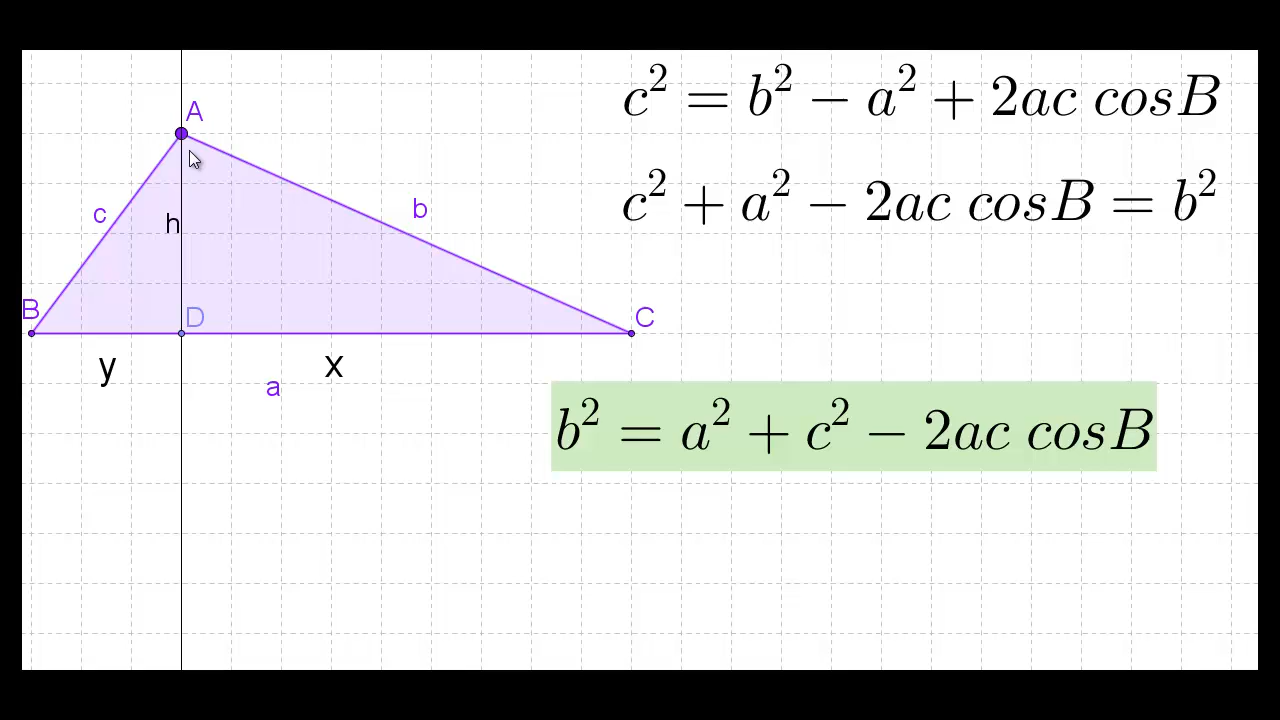 A
c
h
b
B
D
C
y
x
a
c² = b² − a² + 2ac cosB
c² + a² − 2ac cosB = b²
b² = a² + c² − 2ac cosB